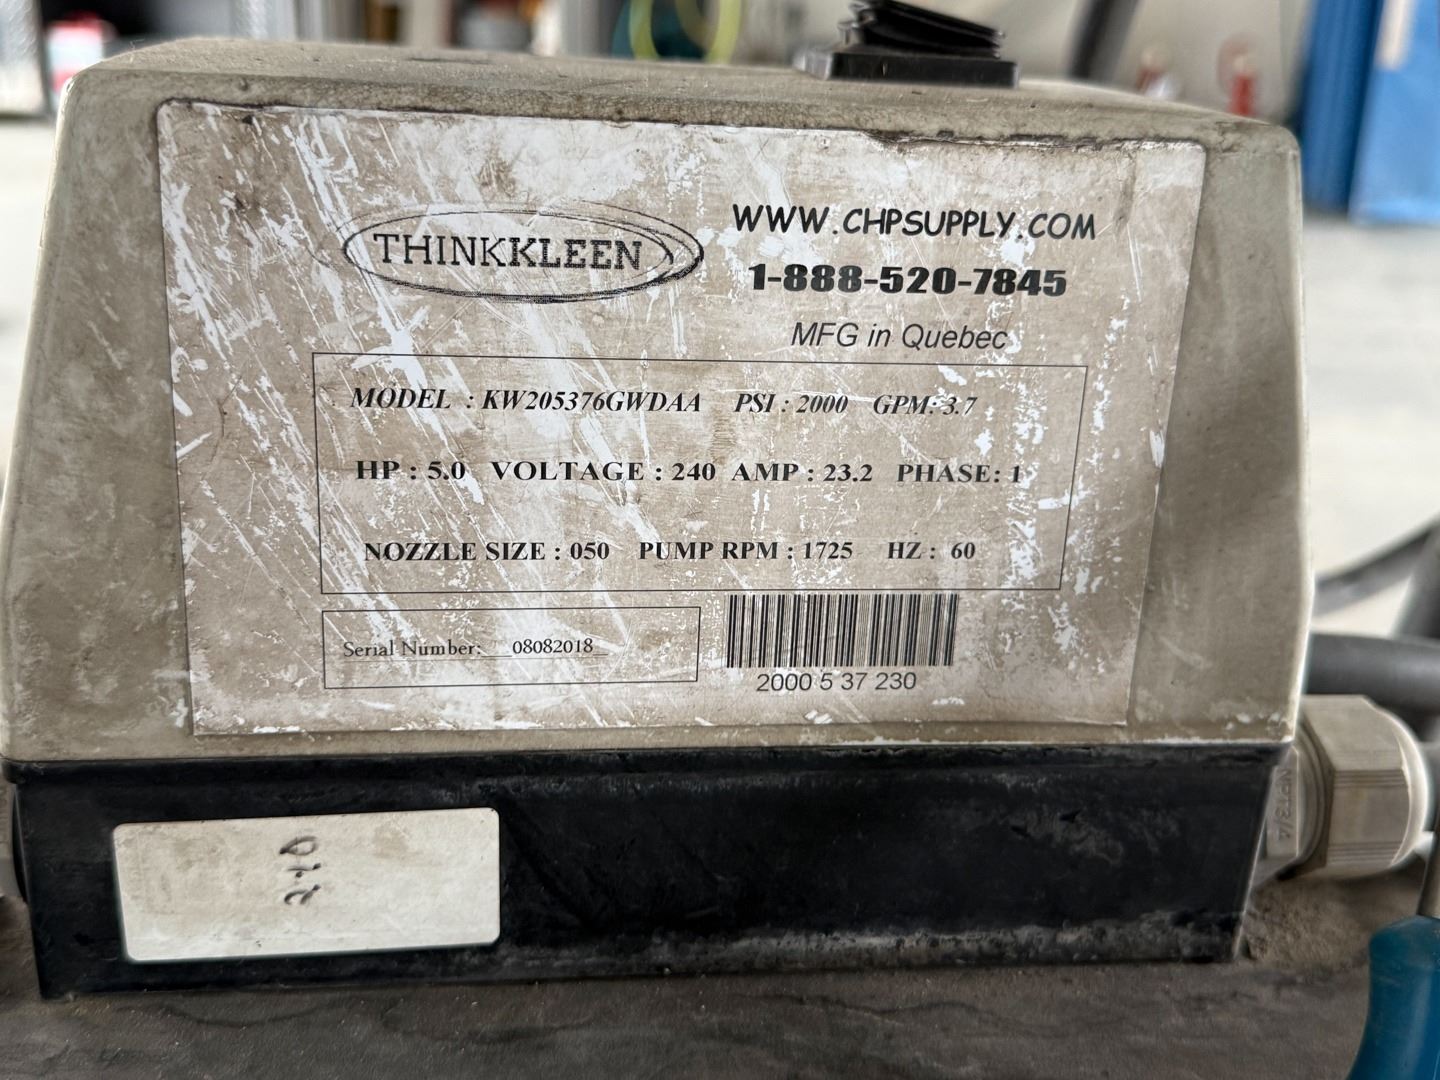 THINKKLEEN
WWW.CHPSUPPLY.COM
1-888-520-7845
MFG in Quebec
MODEL : KW205376GWDAA PSI : 2000 GPM: 3.7
HP : 5.0 VOLTAGE : 240 AMP : 23.2 PHASE: 1
NOZZLE SIZE : 050 PUMP RPM : 1725 HZ : 60
Serial Number: 08082018
2000 5 37 230